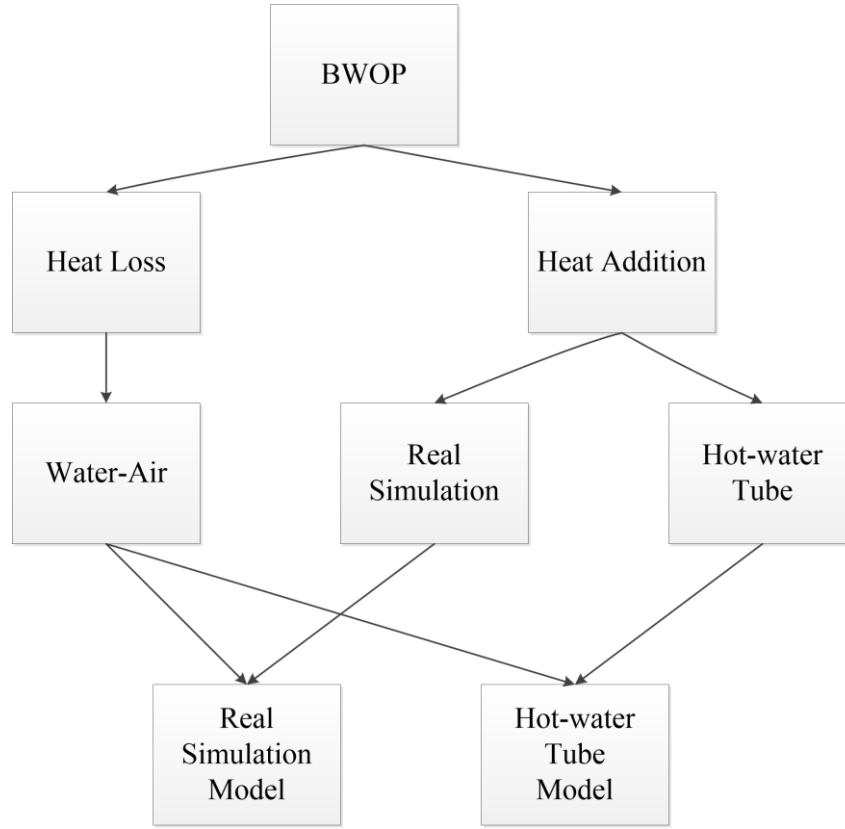 BWOP
Heat Loss
Heat Addition
Water-Air
Real
Simulation
Hot-water
Tube
Real
Simulation
Model
Hot-water
Tube
Model